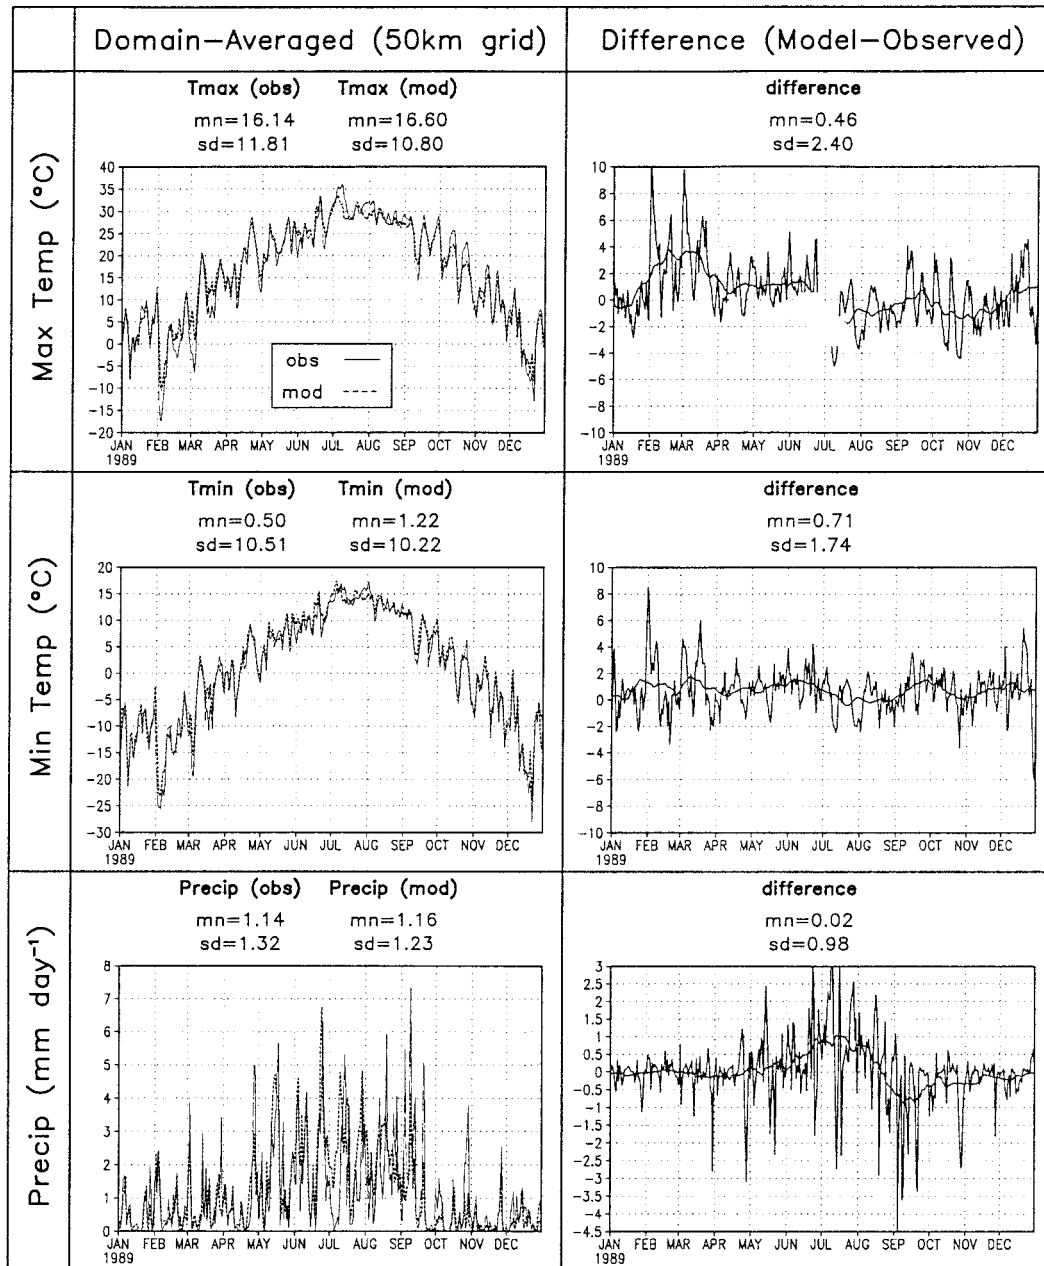 Domain-Averaged (50km grid)
Difference (Model-Observed)
Max Temp (°C)
Tmax (obs) Tmax (mod)
mn=16.14 mn=16.60
sd=11.81 sd=10.80
40
35
30
25
20
15
10
5
0
-5
-10
-15
-20
obs
mod
JAN FEB MAR APR MAY JUN JUL AUG SEP OCT NOV DEC
1989
difference
mn=0.46
sd=2.40
10
8
6
4
2
0
-2
-4
-6
-8
-10
JAN FEB MAR APR MAY JUN JUL AUG SEP OCT NOV DEC
1989
Min Temp (°C)
Tmin (obs) Tmin (mod)
mn=0.50 mn=1.22
sd=10.51 sd=10.22
20
15
10
5
0
-5
-10
-15
-20
-25
-30
JAN FEB MAR APR MAY JUN JUL AUG SEP OCT NOV DEC
1989
difference
mn=0.71
sd=1.74
10
8
6
4
2
0
-2
-4
-6
-8
-10
JAN FEB MAR APR MAY JUN JUL AUG SEP OCT NOV DEC
1989
Precip (mm day⁻¹)
Precip (obs) Precip (mod)
mn=1.14 mn=1.16
sd=1.32 sd=1.23
8
7
6
5
4
3
2
1
0
JAN FEB MAR APR MAY JUN JUL AUG SEP OCT NOV DEC
1989
difference
mn=0.02
sd=0.98
3
2.5
2
1.5
1
0.5
0
-0.5
-1
-1.5
-2
-2.5
-3
-3.5
-4
-4.5
JAN FEB MAR APR MAY JUN JUL AUG SEP OCT NOV DEC
1989